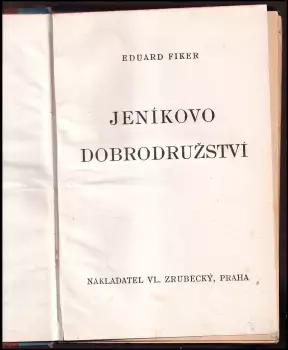 EDUARD FIKER
JENÍKOVO
DOBRODRUŽSTVÍ
NAKLADATEL VL. ZRUBECKÝ, PRAHA